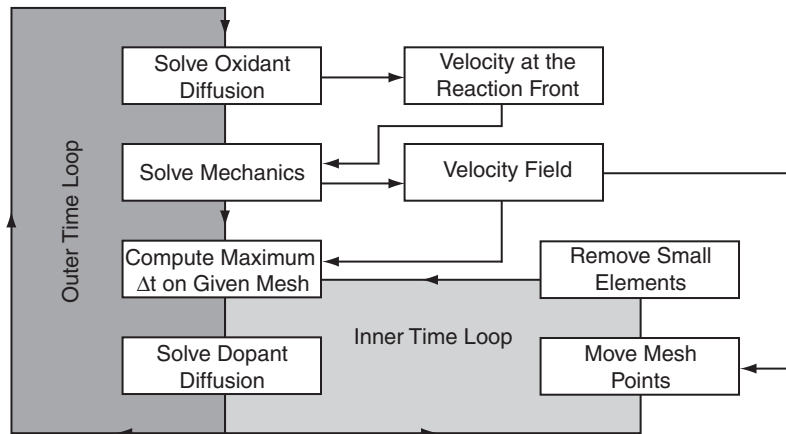 Solve Oxidant
Diffusion
Velocity at the
Reaction Front
Solve Mechanics
Velocity Field
Outer Time Loop
Compute Maximum
Δt on Given Mesh
Remove Small
Elements
Inner Time Loop
Solve Dopant
Diffusion
Move Mesh
Points